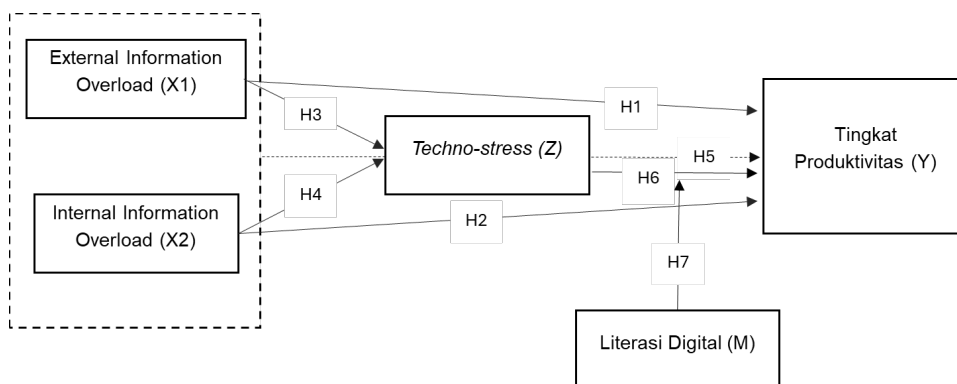 External Information
Overload (X1)
H1
H3
Techno-stress (Z)
Tingkat
Produktivitas (Y)
H5
H6
H4
Internal Information
Overload (X2)
H2
H7
Literasi Digital (M)